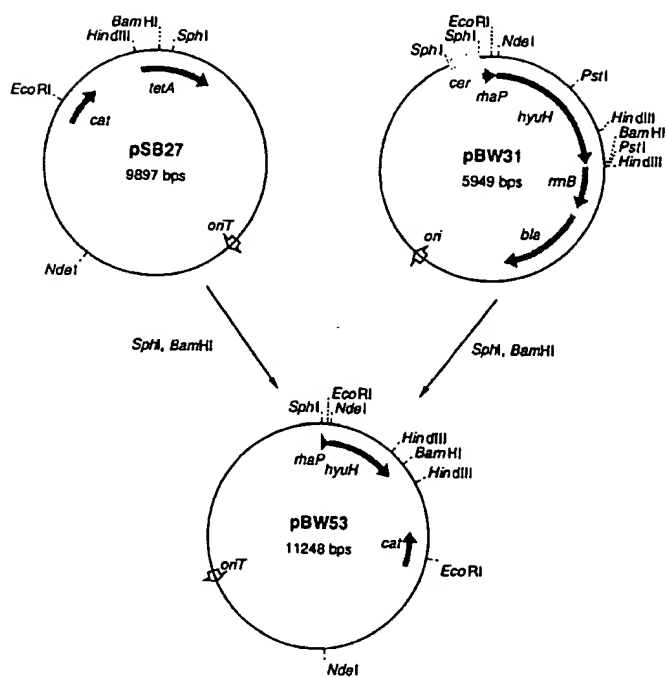 BamHI
HindIII
SphI
EcoRI
tetA
cat
pSB27
9897 bps
oriT
NdeI
EcoRI
SphI
NdeI
SphI
cer
rhaP
PstI
hyuH
HindIII
BamHI
PstI
HindIII
pBW31
5949 bps
rrnB
bla
ori
SphI, BamHI
SphI, BamHI
EcoRI
SphI
NdeI
HindIII
BamHI
HindIII
rhaP
hyuH
pBW53
11248 bps
cat
oriT
EcoRI
NdeI